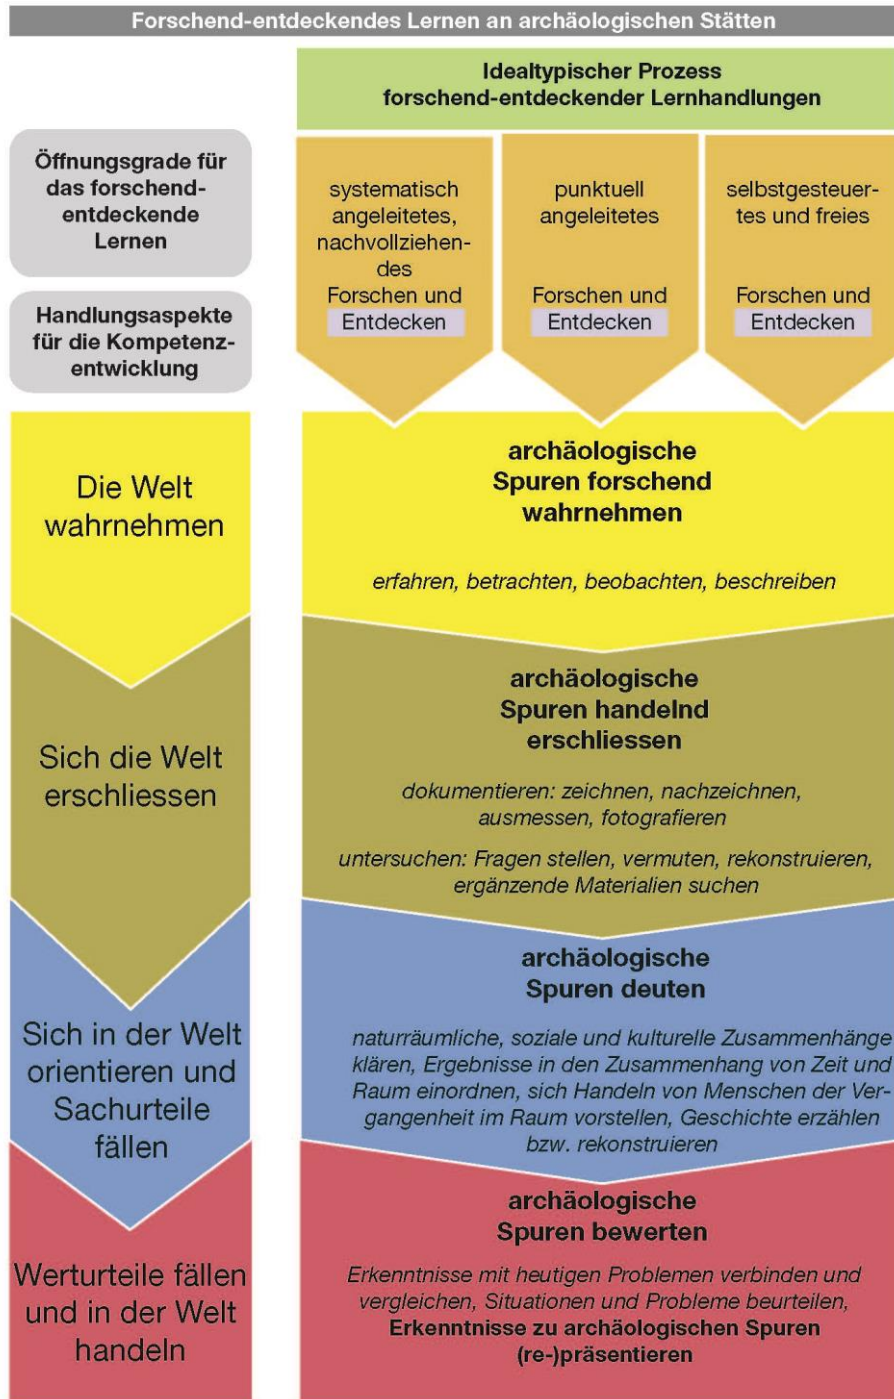 Forschend-entdeckendes Lernen an archäologischen Stätten
Idealtypischer Prozess
forschend-entdeckender Lernhandlungen
Öffnungsgrade für
das forschend-
entdeckende
Lernen
Handlungsaspekte
für die Kompetenz-
entwicklung
systematisch
angeleitetes,
nachvollziehen-
des
Forschen und
Entdecken
punktuell
angeleitetes
Forschen und
Entdecken
selbstgesteuer-
tes und freies
Forschen und
Entdecken
Die Welt
wahrnehmen
archäologische
Spuren forschend
wahrnehmen
erfahren, betrachten, beobachten, beschreiben
Sich die Welt
erschliessen
archäologische
Spuren handelnd
erschliessen
dokumentieren: zeichnen, nachzeichnen,
ausmessen, fotografieren
untersuchen: Fragen stellen, vermuten, rekonstruieren,
ergänzende Materialien suchen
Sich in der Welt
orientieren und
Sachurteile
fällen
archäologische
Spuren deuten
naturräumliche, soziale und kulturelle Zusammenhänge
klären, Ergebnisse in den Zusammenhang von Zeit und
Raum einordnen, sich Handeln von Menschen der Ver-
gangenheit im Raum vorstellen, Geschichte erzählen
bzw. rekonstruieren
Werturteile fällen
und in der Welt
handeln
archäologische
Spuren bewerten
Erkenntnisse mit heutigen Problemen verbinden und
vergleichen, Situationen und Probleme beurteilen,
Erkenntnisse zu archäologischen Spuren
(re-)präsentieren